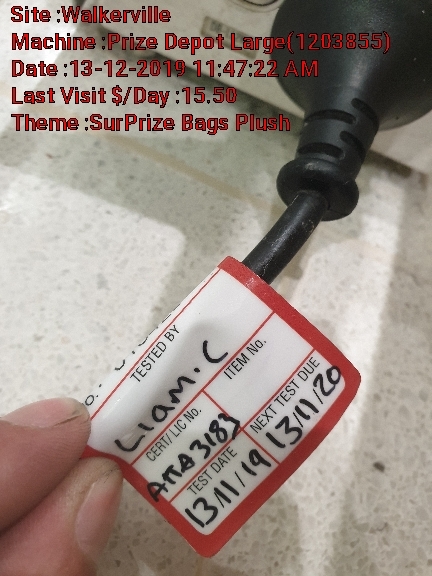 Site :Walkerville
Machine :Prize Depot Large(1203855)
Date :13-12-2019 11:47:22 AM
Last Visit $/Day :15.50
Theme :SurPrize Bags Plush
TESTED BY
Liam. C
CERT/ LIC No.
ITEM No.
ATTA3183
TEST DATE
NEXT TEST DUE
13/11/19
13/11/20